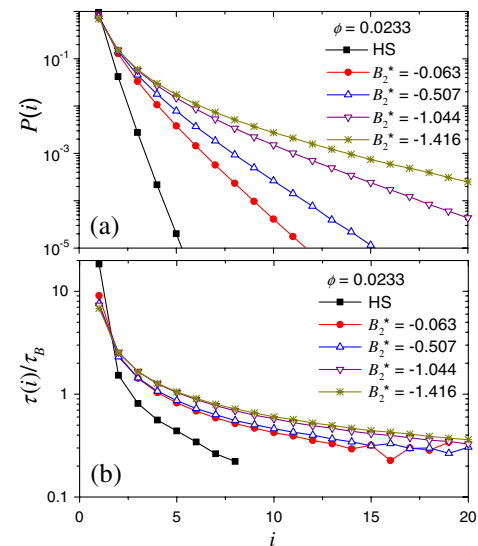 ϕ = 0.0233
HS
B₂* = -0.063
B₂* = -0.507
B₂* = -1.044
B₂* = -1.416
10⁻¹
10⁻³
10⁻⁵
P(i)
(a)
ϕ = 0.0233
HS
B₂* = -0.063
B₂* = -0.507
B₂* = -1.044
B₂* = -1.416
10
1
0.1
τ(i)/τ_B
(b)
0 5 10 15 20
i